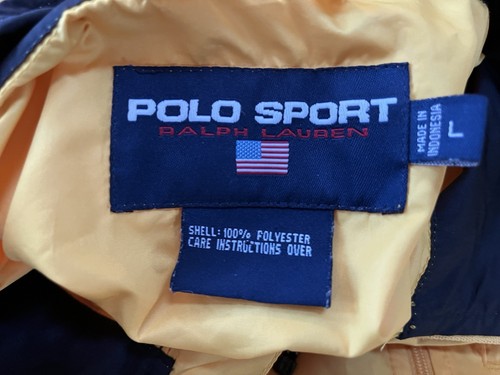 POLO SPORT
RALPH LAUREN
MADE IN
INDONESIA
L
SHELL: 100% POLYESTER
CARE INSTRUCTIONS OVER